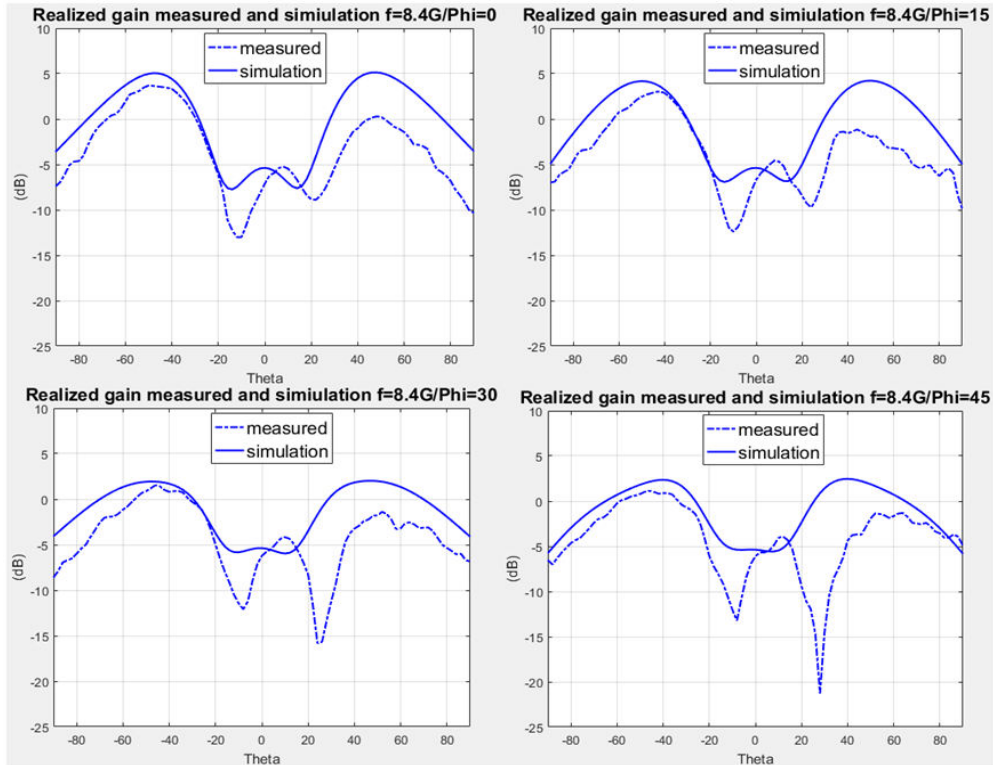 Realized gain measured and simiulation f=8.4G/Phi=0
measured
simulation
10
5
0
-5
-10
-15
-20
-25
(dB)
-80 -60 -40 -20 0 20 40 60 80
Theta
Realized gain measured and simiulation f=8.4G/Phi=15
measured
simulation
10
5
0
-5
-10
-15
-20
-25
(dB)
-80 -60 -40 -20 0 20 40 60 80
Theta
Realized gain measured and simiulation f=8.4G/Phi=30
measured
simulation
10
5
0
-5
-10
-15
-20
-25
(dB)
-80 -60 -40 -20 0 20 40 60 80
Theta
Realized gain measured and simiulation f=8.4G/Phi=45
measured
simulation
10
5
0
-5
-10
-15
-20
-25
(dB)
-80 -60 -40 -20 0 20 40 60 80
Theta